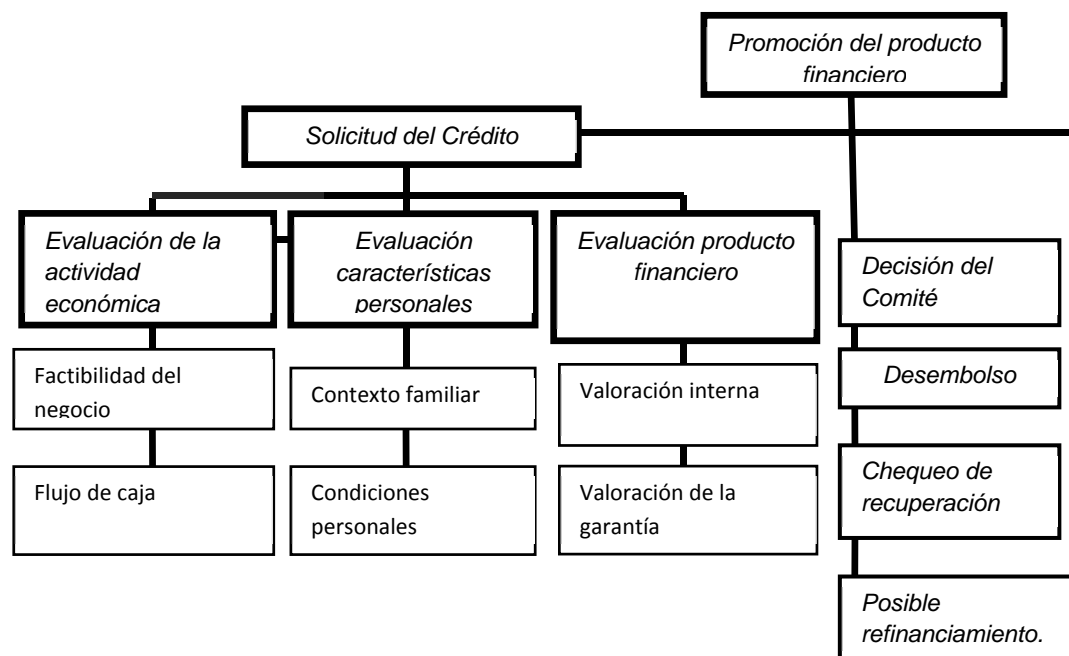 Promoción del producto
financiero
Solicitud del Crédito
Evaluación de la
actividad
económica
Evaluación
características
personales
Evaluación producto
financiero
Decisión del
Comité
Factibilidad del
negocio
Contexto familiar
Valoración interna
Desembolso
Flujo de caja
Condiciones
personales
Valoración de la
garantía
Chequeo de
recuperación
Posible
refinanciamiento.